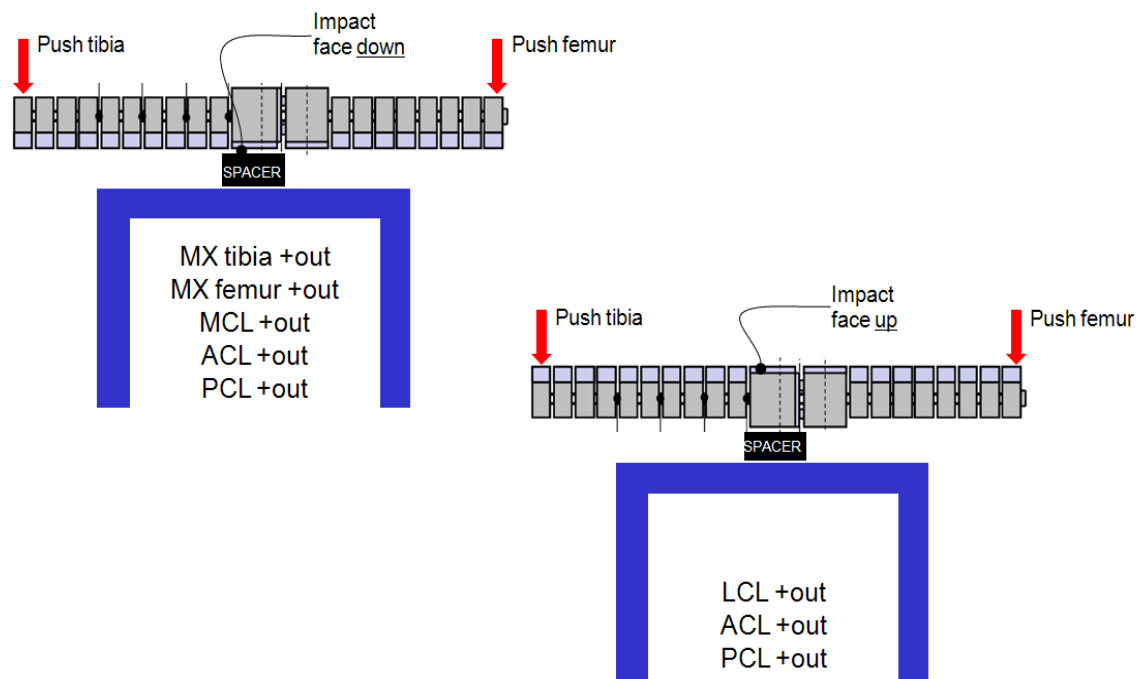 Push tibia
Impact
face down
Push femur
SPACER
MX tibia +out
MX femur +out
MCL +out
ACL +out
PCL +out
Push tibia
Impact
face up
Push femur
SPACER
LCL +out
ACL +out
PCL +out